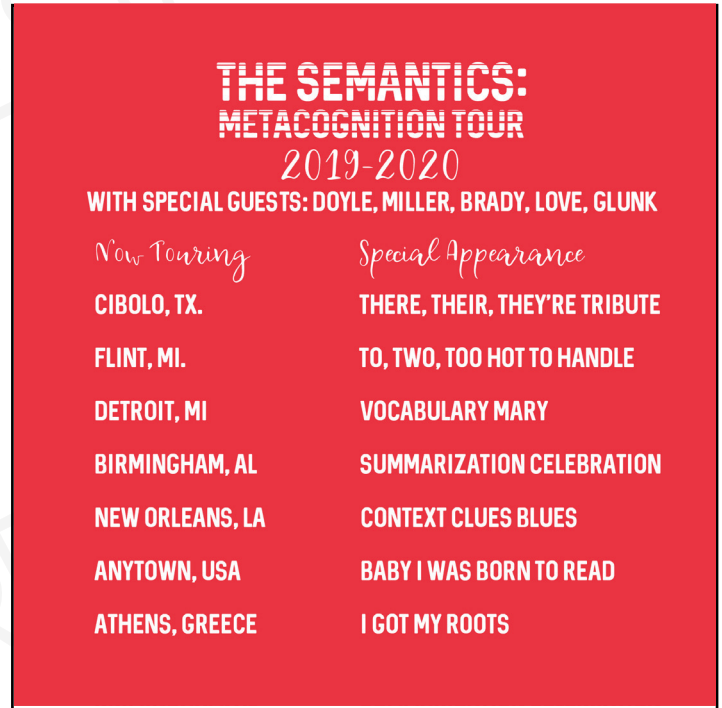 THE SEMANTICS:
METACOGNITION TOUR
2019-2020
WITH SPECIAL GUESTS: DOYLE, MILLER, BRADY, LOVE, GLUNK
Now Touring Special Appearance
CIBOLO, TX. THERE, THEIR, THEY'RE TRIBUTE
FLINT, MI. TO, TWO, TOO HOT TO HANDLE
DETROIT, MI VOCABULARY MARY
BIRMINGHAM, AL SUMMARIZATION CELEBRATION
NEW ORLEANS, LA CONTEXT CLUES BLUES
ANYTOWN, USA BABY I WAS BORN TO READ
ATHENS, GREECE I GOT MY ROOTS